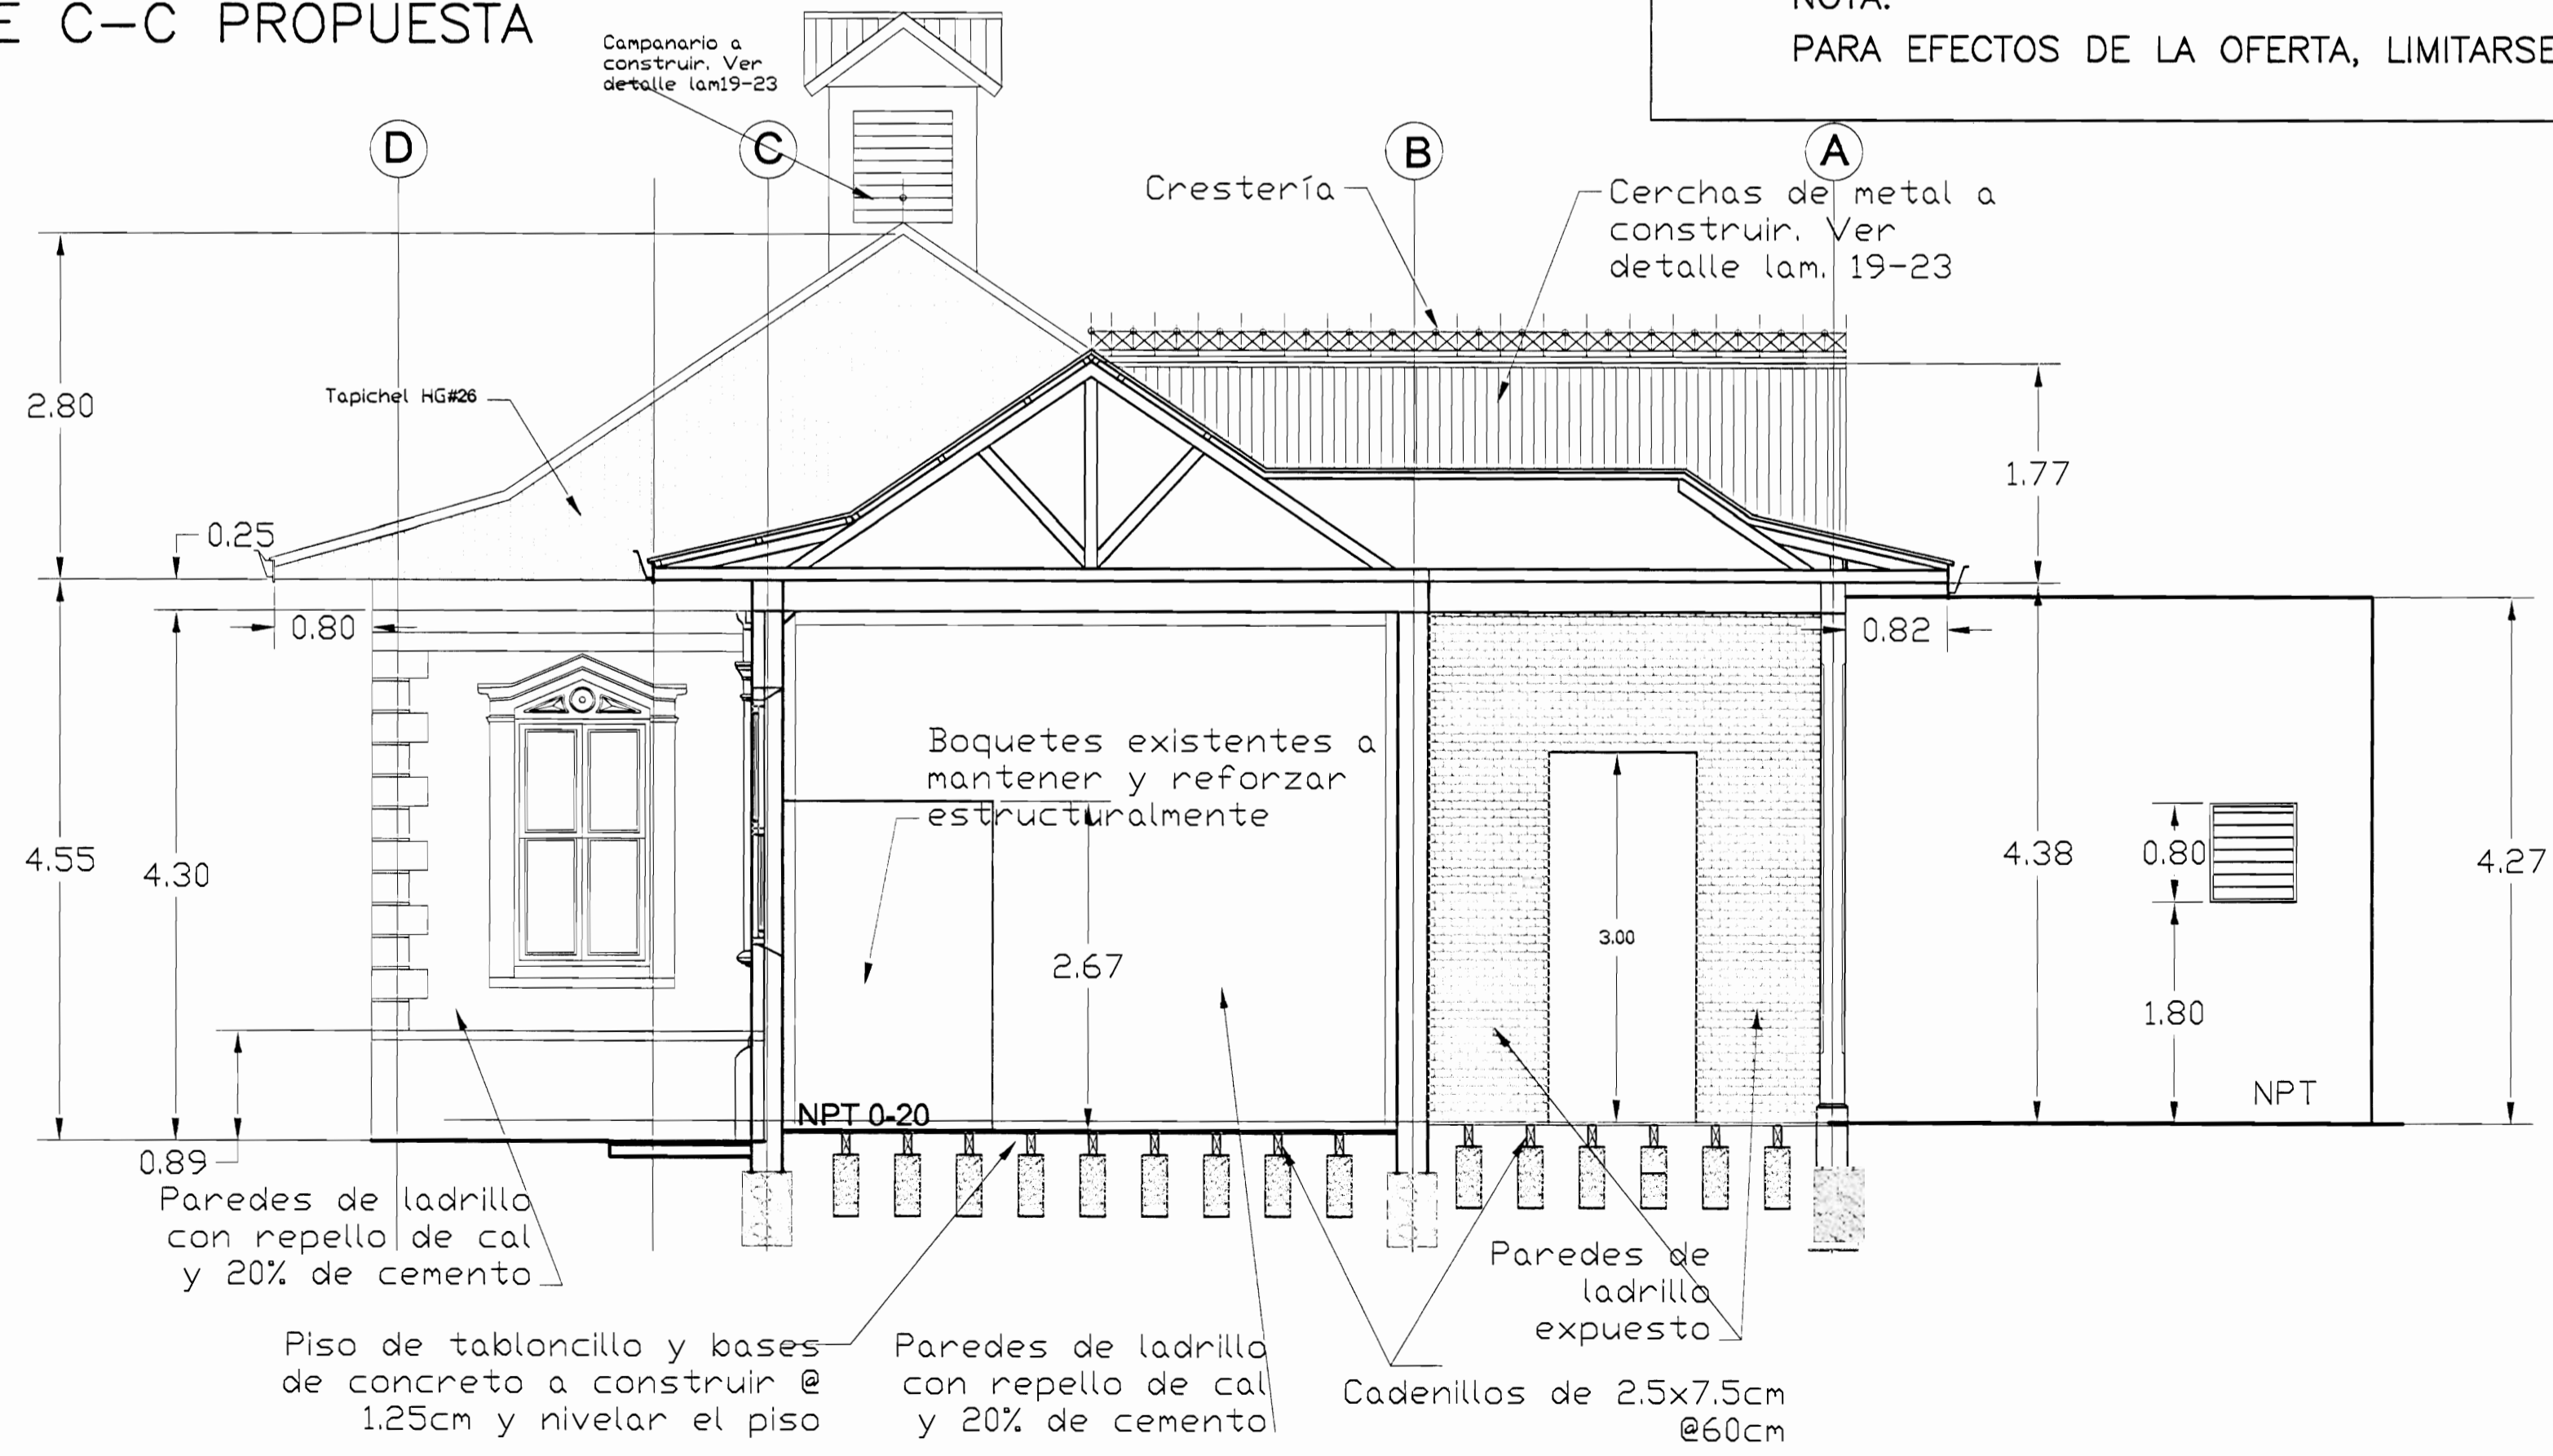 E C-C PROPUESTA
NOTA:
PARA EFECTOS DE LA OFERTA, LIMITARSE
Campanario a
construir. Ver
detalle lam19-23
D
C
B
A
Crestería
Cerchas de metal a
construir. Ver
detalle lam. 19-23
2.80
Tapichel HG#26
1.77
0.25
0.80
0.82
Boquetes existentes a
mantener y reforzar
estructuralmente
4.55
4.30
4.38
0.80
4.27
3.00
2.67
1.80
NPT
NPT 0-20
0.89
Paredes de ladrillo
con repello de cal
y 20% de cemento
Piso de tabloncillo y bases
de concreto a construir @
1.25cm y nivelar el piso
Paredes de ladrillo
con repello de cal
y 20% de cemento
Paredes de
ladrillo
expuesto
Cadenillos de 2.5x7.5cm
@60cm